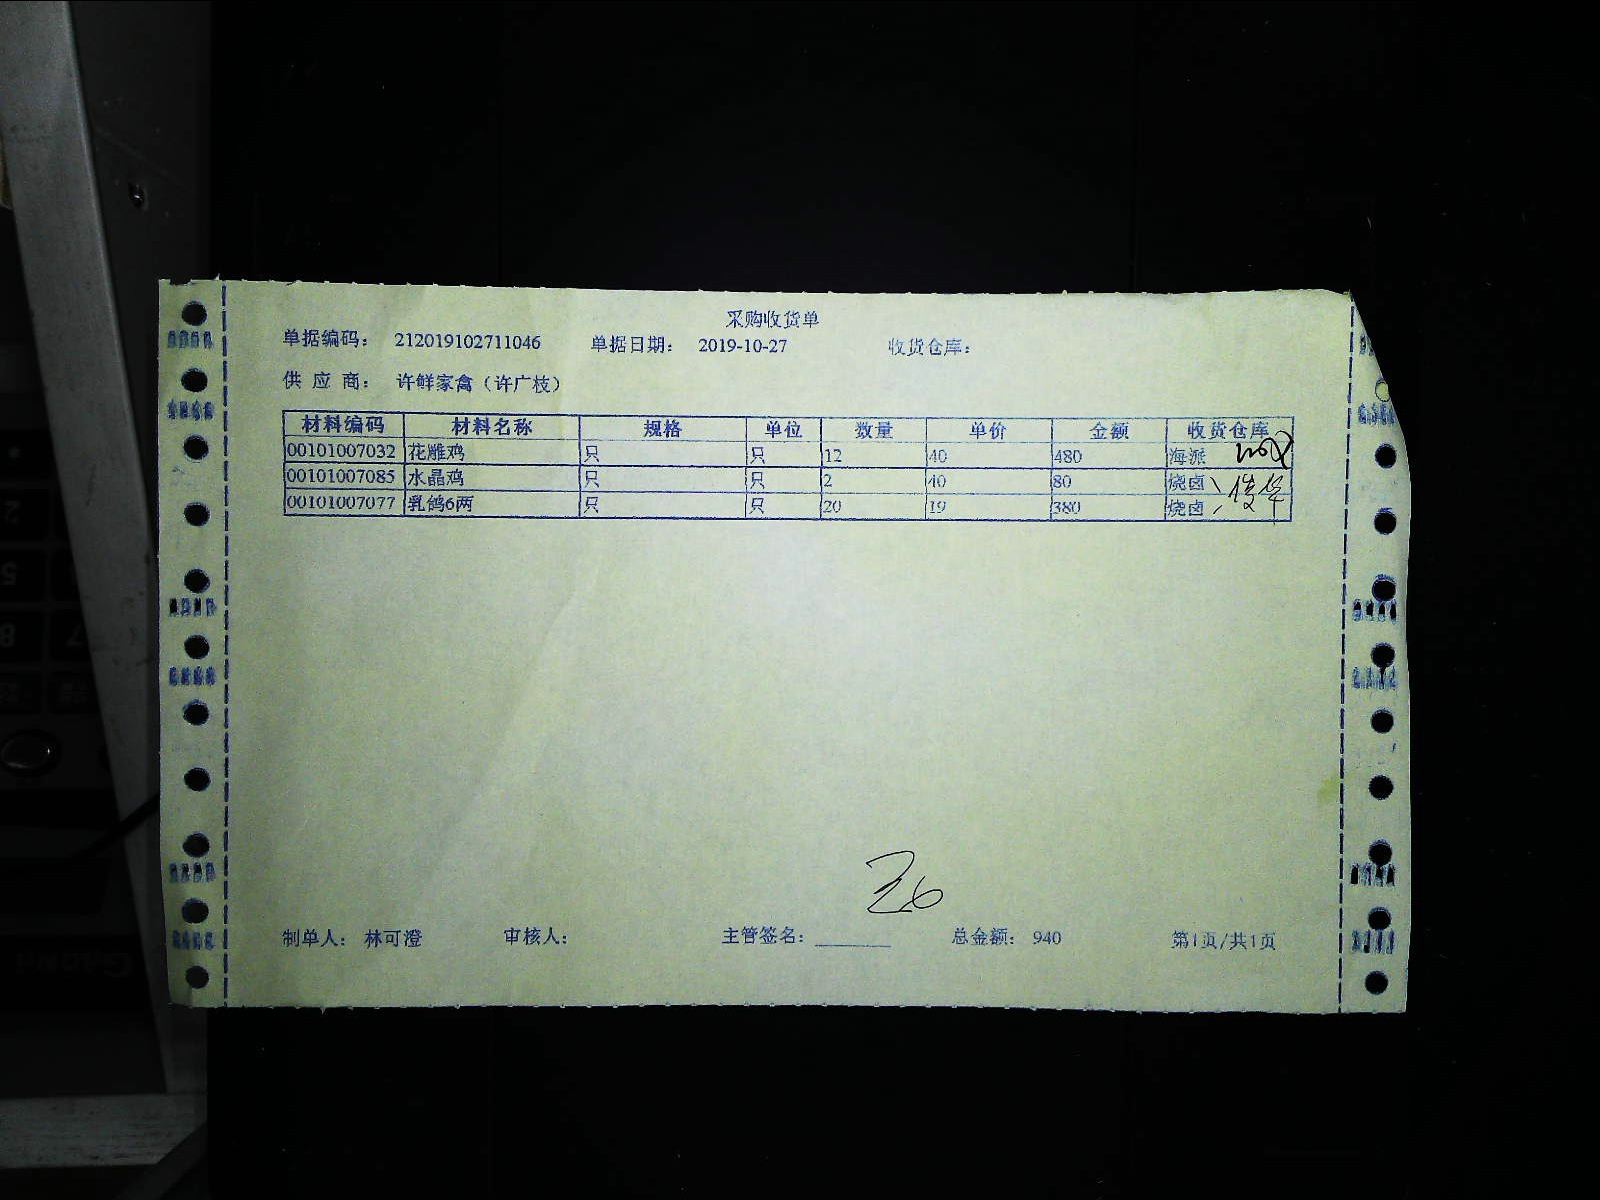 采购收货单
单据编码： 212019102711046 单据日期： 2019-10-27 收货仓库：
供 应 商： 许鲜家禽（许广枝）
材料编码 材料名称 规格 单位 数量 单价 金额 收货仓库
00101007032 花雕鸡 只 只 12 40 480 海派
00101007085 水晶鸡 只 只 2 40 80 烧卤
00101007077 乳鸽6两 只 只 20 19 380 烧卤
制单人： 林可澄 审核人： 主管签名： 总金额： 940 第1页/共1页